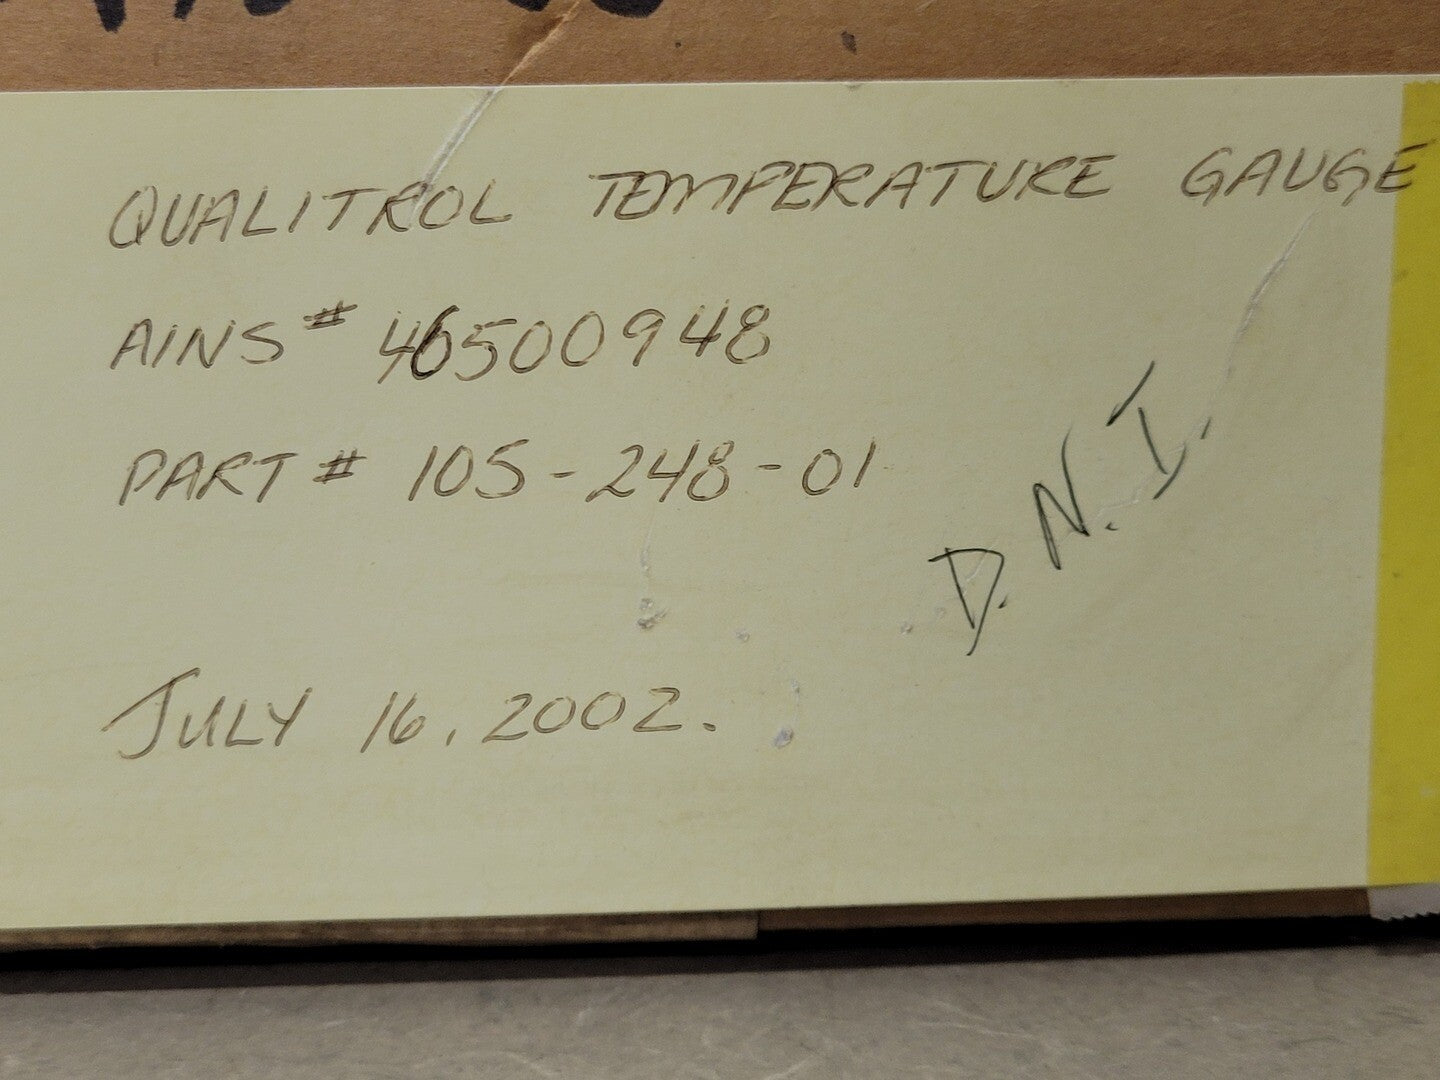 QUALITROL TEMPERATURE GAUGE
AINS # 46500948
PART # 105-248-01
D.N.I.
JULY 16, 2002.